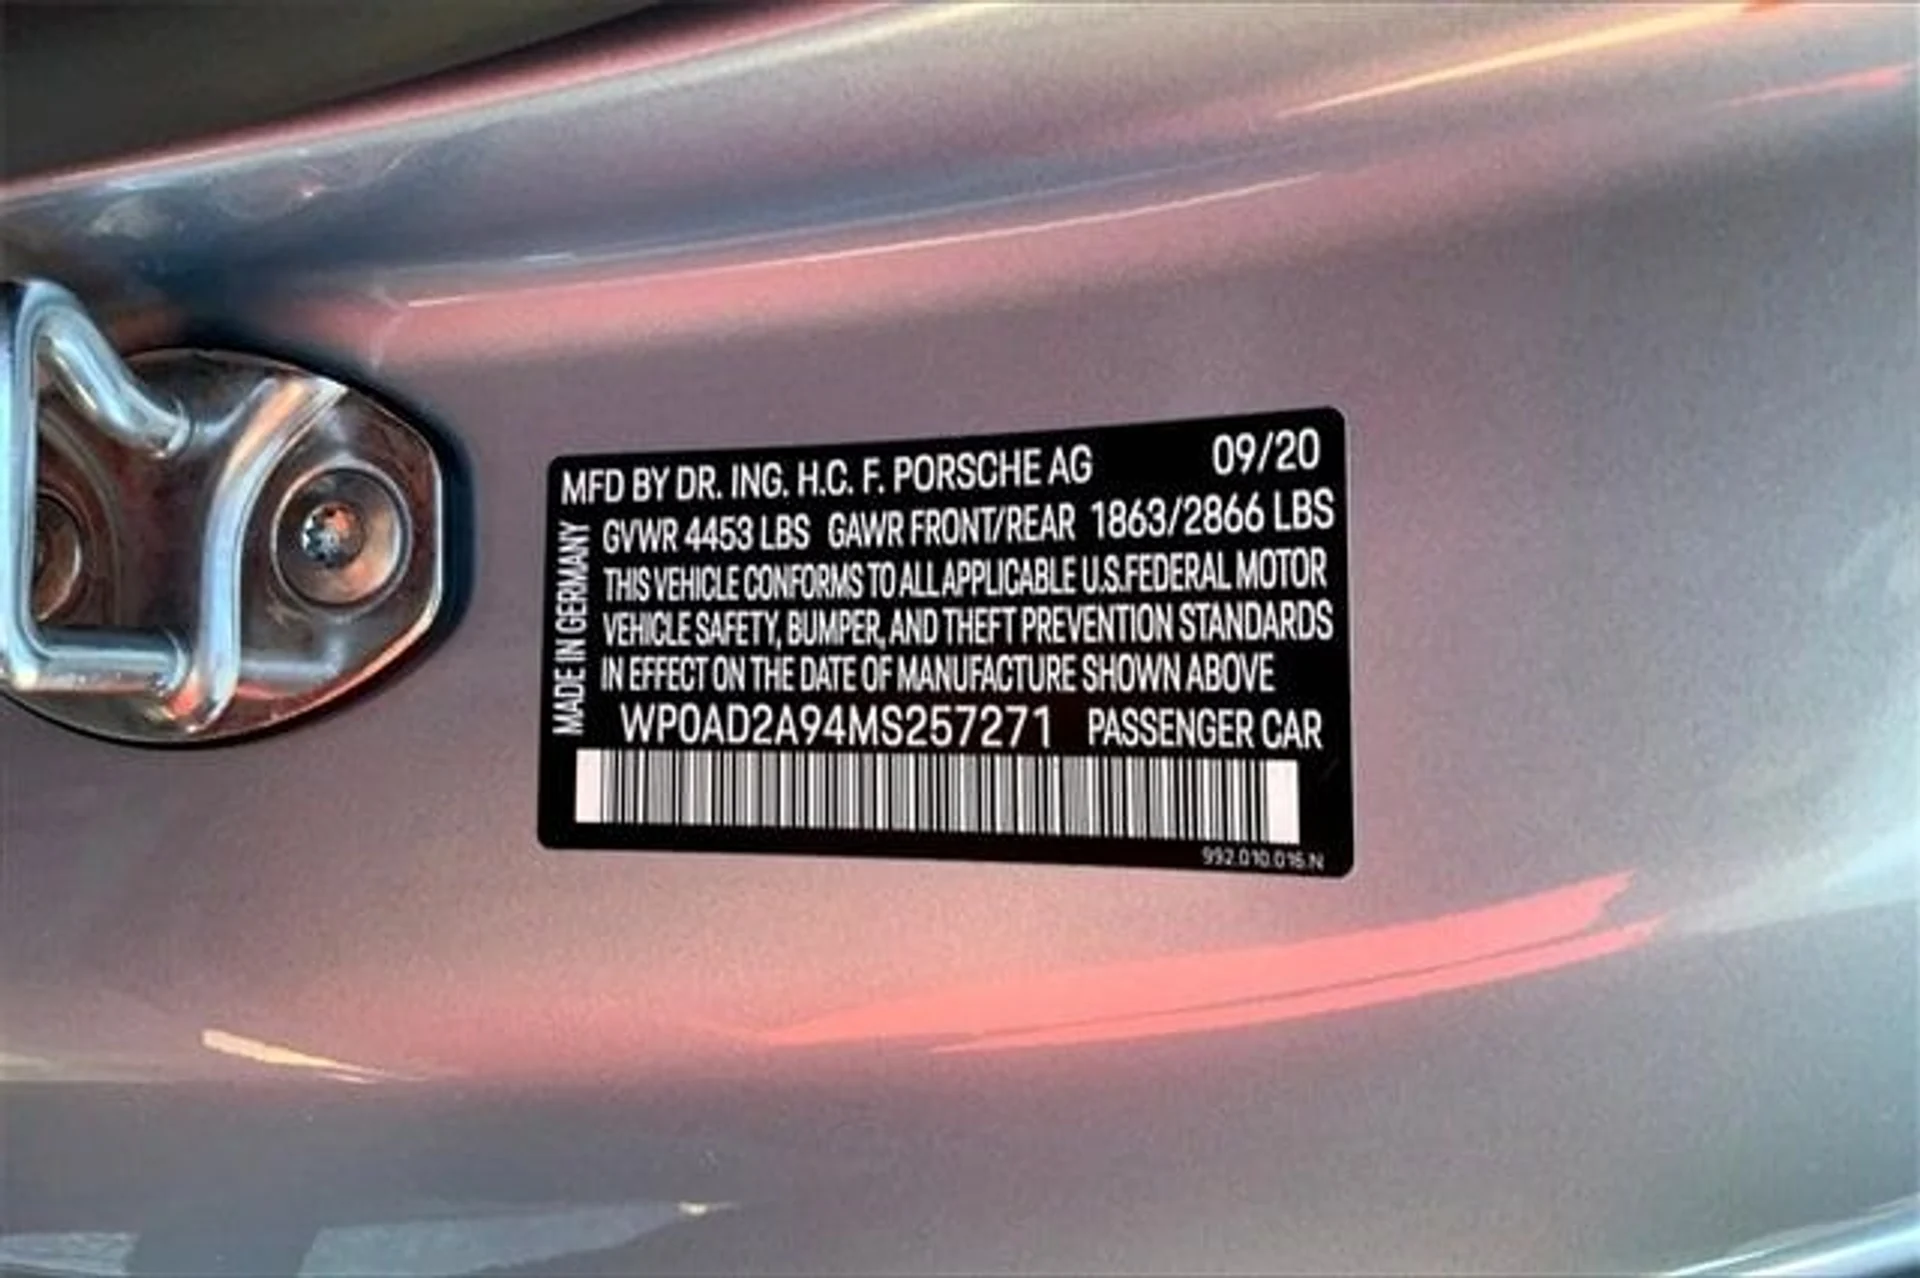 MFD BY DR. ING. H.C. F. PORSCHE AG 09/20
GVWR 4453 LBS GAWR FRONT/REAR 1863/2866 LBS
THIS VEHICLE CONFORMS TO ALL APPLICABLE U.S.FEDERAL MOTOR
VEHICLE SAFETY, BUMPER, AND THEFT PREVENTION STANDARDS
IN EFFECT ON THE DATE OF MANUFACTURE SHOWN ABOVE
WP0AD2A94MS257271 PASSENGER CAR
MADE IN GERMANY
992.010.016.N